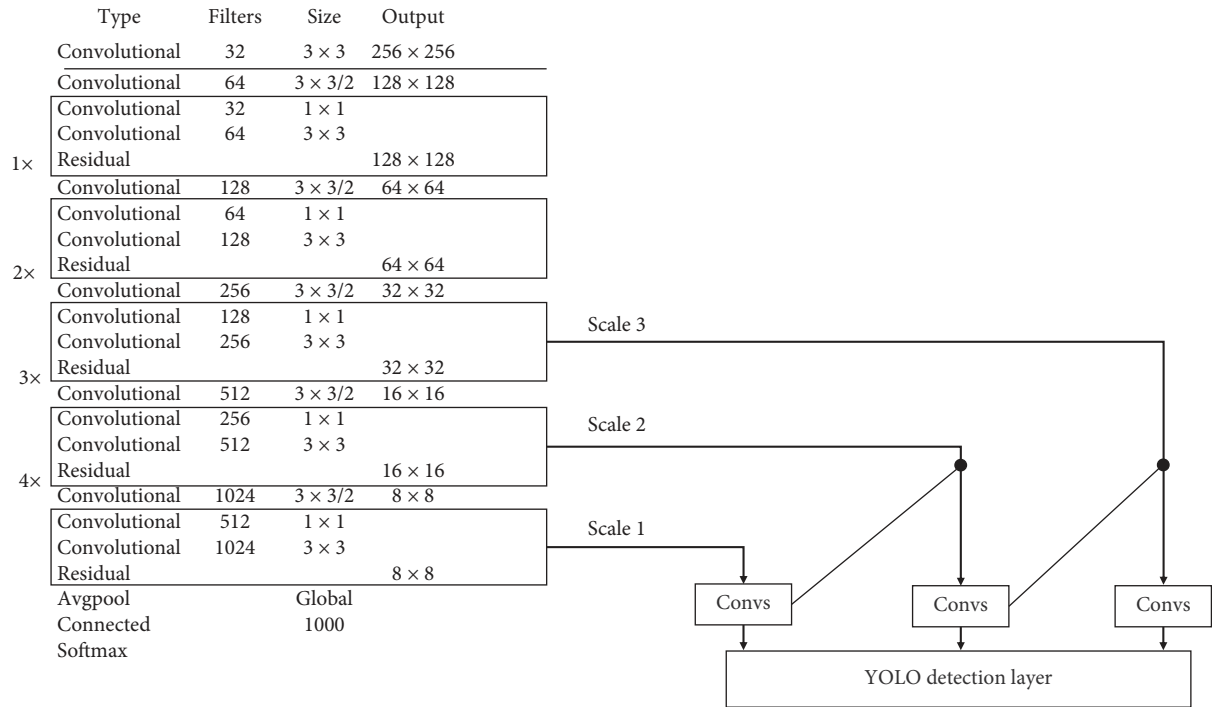 Type Filters Size Output
Convolutional 32 3 × 3 256 × 256
Convolutional 64 3 × 3/2 128 × 128
Convolutional 32 1 × 1
Convolutional 64 3 × 3
1× Residual 128 × 128
Convolutional 128 3 × 3/2 64 × 64
Convolutional 64 1 × 1
Convolutional 128 3 × 3
2× Residual 64 × 64
Convolutional 256 3 × 3/2 32 × 32
Convolutional 128 1 × 1
Convolutional 256 3 × 3
3× Residual 32 × 32
Convolutional 512 3 × 3/2 16 × 16
Convolutional 256 1 × 1
Convolutional 512 3 × 3
4× Residual 16 × 16
Convolutional 1024 3 × 3/2 8 × 8
Convolutional 512 1 × 1
Convolutional 1024 3 × 3
Residual 8 × 8
Avgpool Global
Connected 1000
Softmax
Scale 3
Scale 2
Scale 1
Convs Convs Convs
YOLO detection layer